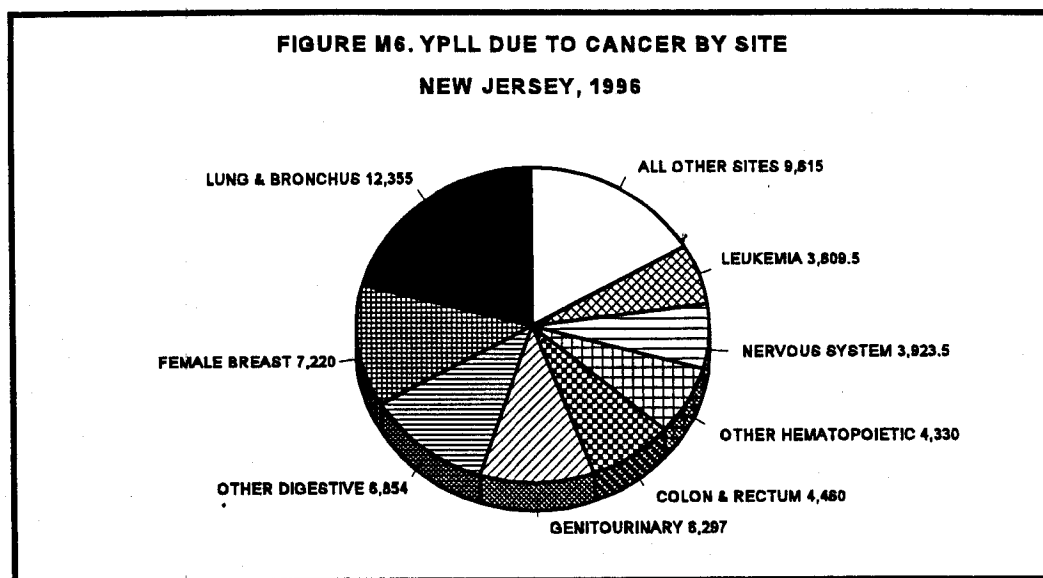 FIGURE M6. YPLL DUE TO CANCER BY SITE
NEW JERSEY, 1996
LUNG & BRONCHUS 12,355
ALL OTHER SITES 9,615
LEUKEMIA 3,609.5
NERVOUS SYSTEM 3,923.5
FEMALE BREAST 7,220
OTHER HEMATOPOIETIC 4,330
OTHER DIGESTIVE 6,854
COLON & RECTUM 4,460
GENITOURINARY 6,297